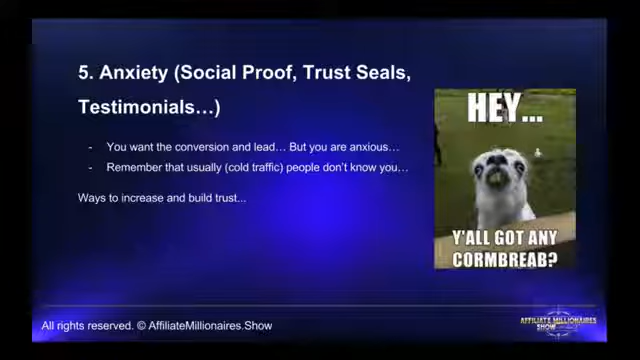 5. Anxiety (Social Proof, Trust Seals,
Testimonials…)
- You want the conversion and lead… But you are anxious…
- Remember that usually (cold traffic) people don't know you…
Ways to increase and build trust...
HEY...
Y'ALL GOT ANY
CORMBREAB?
All rights reserved. © AffiliateMillionaires.Show
AFFILIATE MILLIONAIRES
SHOW